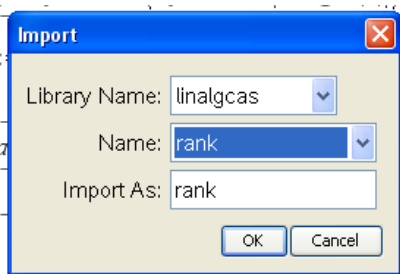 Import
Library Name: linalgcas
Name: rank
Import As: rank
OK Cancel